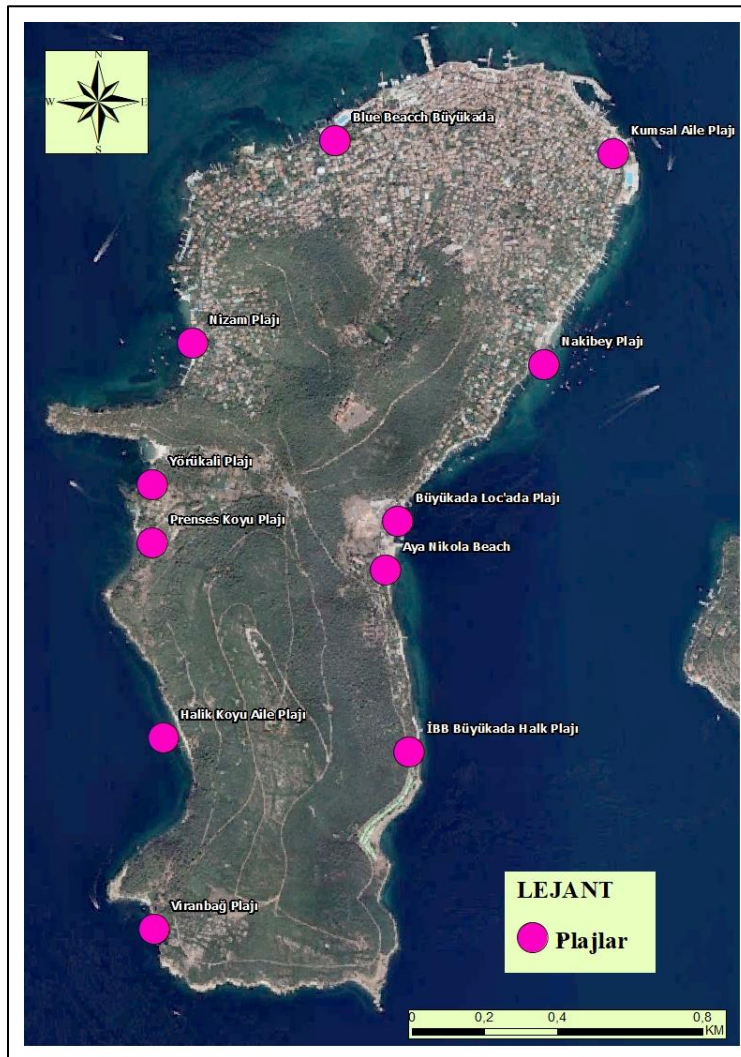 N
W E
S
Blue Beacch Büyükada
Kumsal Aile Plajı
Nizam Plajı
Nakibey Plajı
Yörükali Plajı
Büyükada Loc'ada Plajı
Prenses Koyu Plajı
Aya Nikola Beach
Halik Koyu Aile Plajı
İBB Büyükada Halk Plajı
Viranbağ Plajı
LEJANT
Plajlar
0 0,2 0,4 0,8
KM